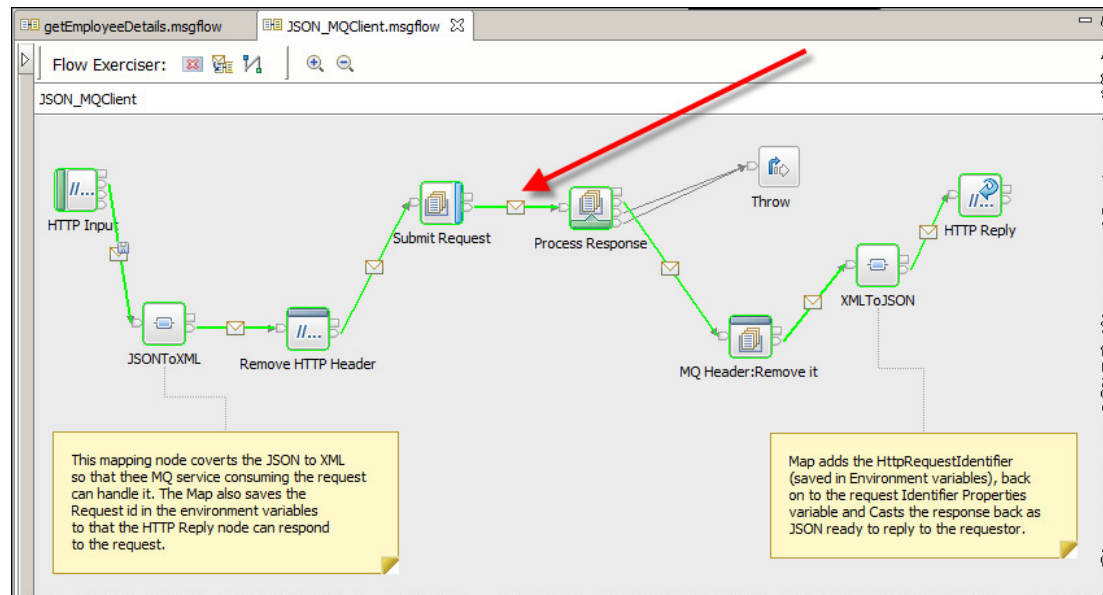 getEmployeeDetails.msgflow
JSON_MQClient.msgflow
Flow Exerciser:
JSON_MQClient
//...
HTTP Input
Submit Request
Process Response
Throw
//...
HTTP Reply
JSONToXML
//...
Remove HTTP Header
MQ Header:Remove it
XMLToJSON
This mapping node coverts the JSON to XML
so that thee MQ service consuming the request
can handle it. The Map also saves the
Request id in the environment variables
to that the HTTP Reply node can respond
to the request.
Map adds the HttpRequestIdentifier
(saved in Environment variables), back
on to the request Identifier Properties
variable and Casts the response back as
JSON ready to reply to the requestor.